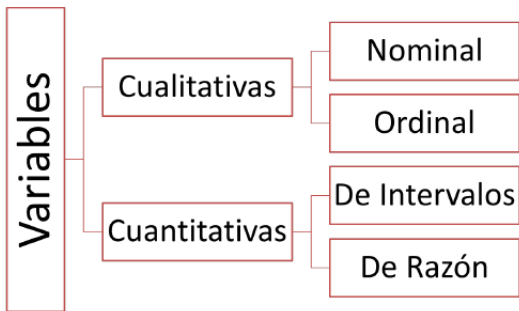 Variables
Cualitativas
Nominal
Ordinal
Cuantitativas
De Intervalos
De Razón